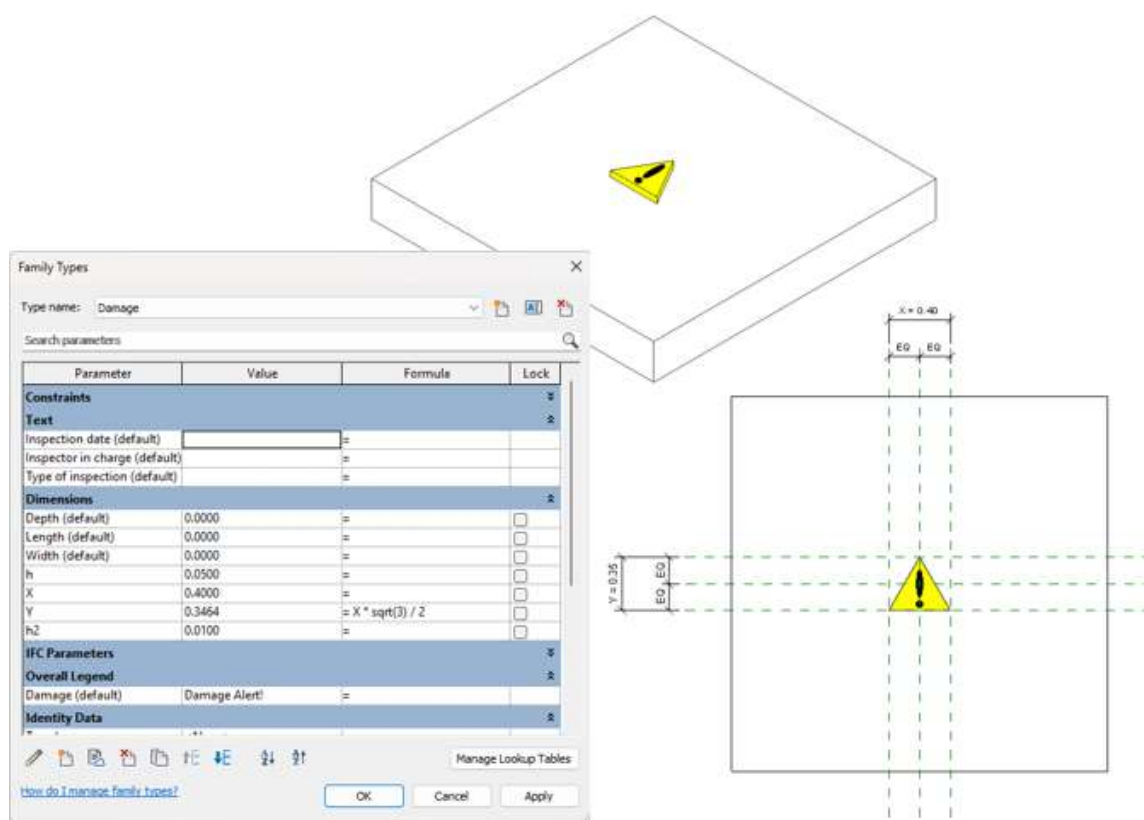 Family Types
Type name: Damage
Search parameters
Parameter Value Formula Lock
Constraints
Text
Inspection date (default) =
Inspector in charge (default) =
Type of inspection (default) =
Dimensions
Depth (default) 0.0000 =
Length (default) 0.0000 =
Width (default) 0.0000 =
h 0.0500 =
X 0.4000 =
Y 0.3464 = X * sqrt(3) / 2
h2 0.0100 =
IFC Parameters
Overall Legend
Damage (default) Damage Alert! =
Identity Data
Manage Lookup Tables
How do I manage family types?
OK Cancel Apply
X = 0.40
EQ EQ
Y = 0.35
EQ
EQ